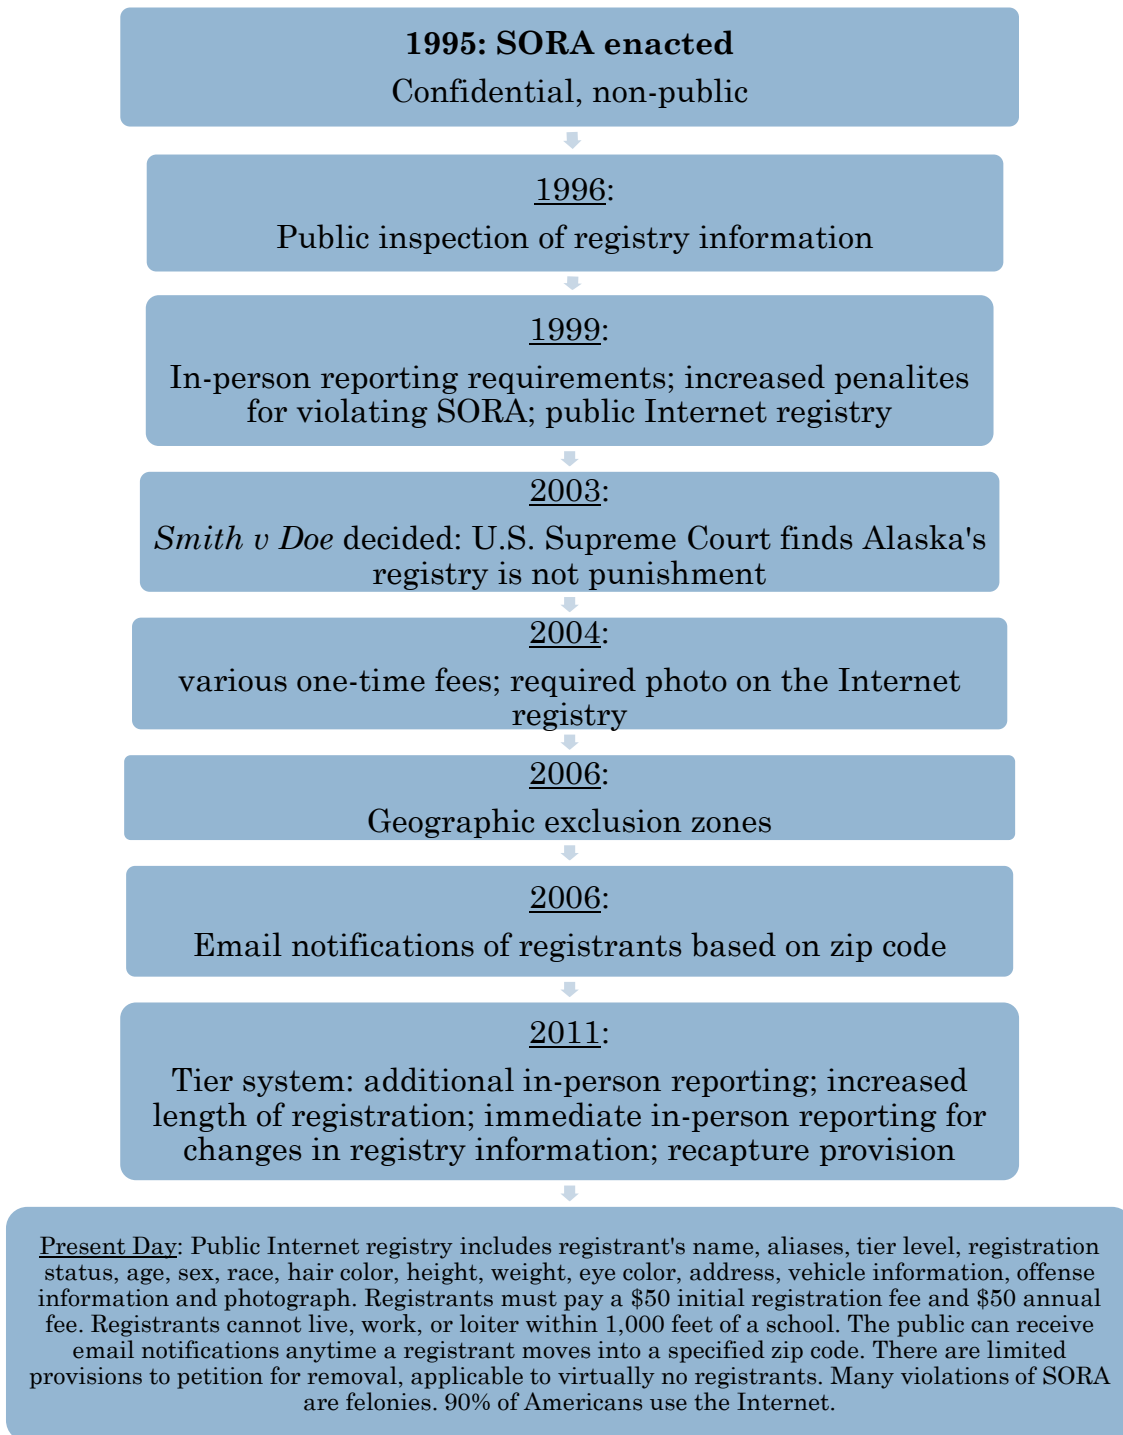 1995: SORA enacted
Confidential, non-public
1996:
Public inspection of registry information
1999:
In-person reporting requirements; increased penalites
for violating SORA; public Internet registry
2003:
Smith v Doe decided: U.S. Supreme Court finds Alaska's
registry is not punishment
2004:
various one-time fees; required photo on the Internet
registry
2006:
Geographic exclusion zones
2006:
Email notifications of registrants based on zip code
2011:
Tier system: additional in-person reporting; increased
length of registration; immediate in-person reporting for
changes in registry information; recapture provision
Present Day: Public Internet registry includes registrant's name, aliases, tier level, registration
status, age, sex, race, hair color, height, weight, eye color, address, vehicle information, offense
information and photograph. Registrants must pay a $50 initial registration fee and $50 annual
fee. Registrants cannot live, work, or loiter within 1,000 feet of a school. The public can receive
email notifications anytime a registrant moves into a specified zip code. There are limited
provisions to petition for removal, applicable to virtually no registrants. Many violations of SORA
are felonies. 90% of Americans use the Internet.